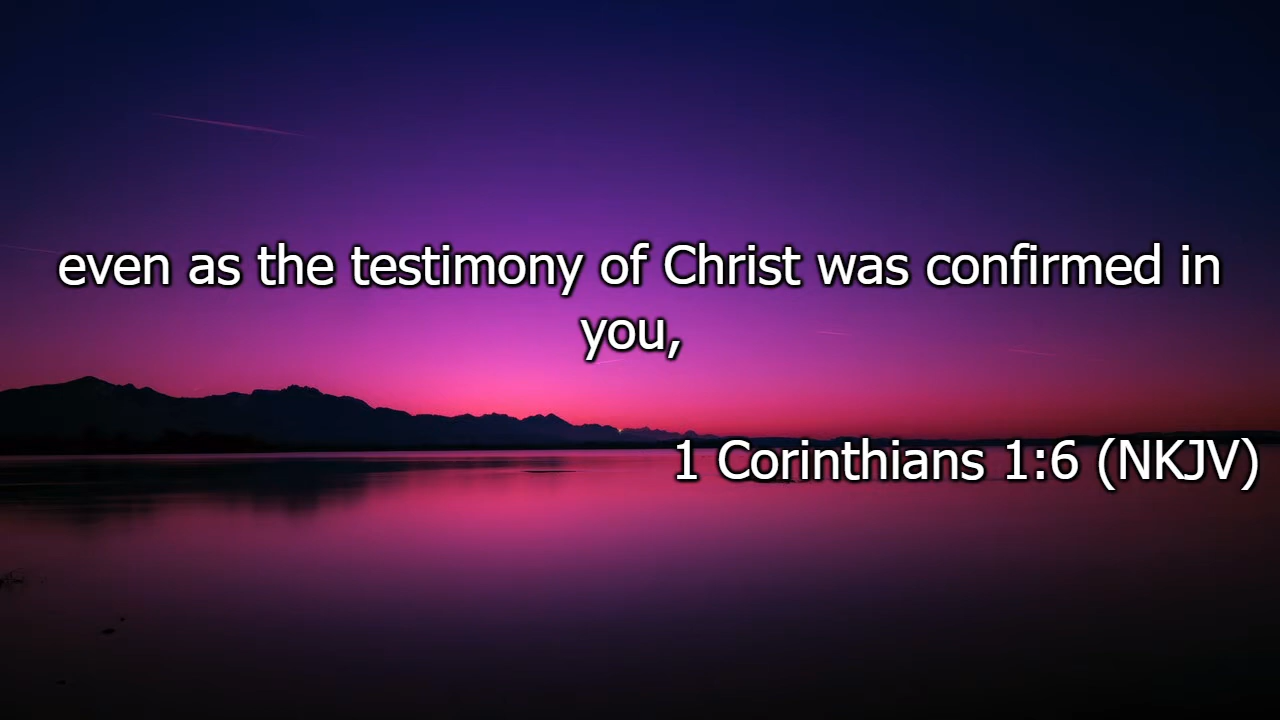 even as the testimony of Christ was confirmed in
you,
1 Corinthians 1:6 (NKJV)